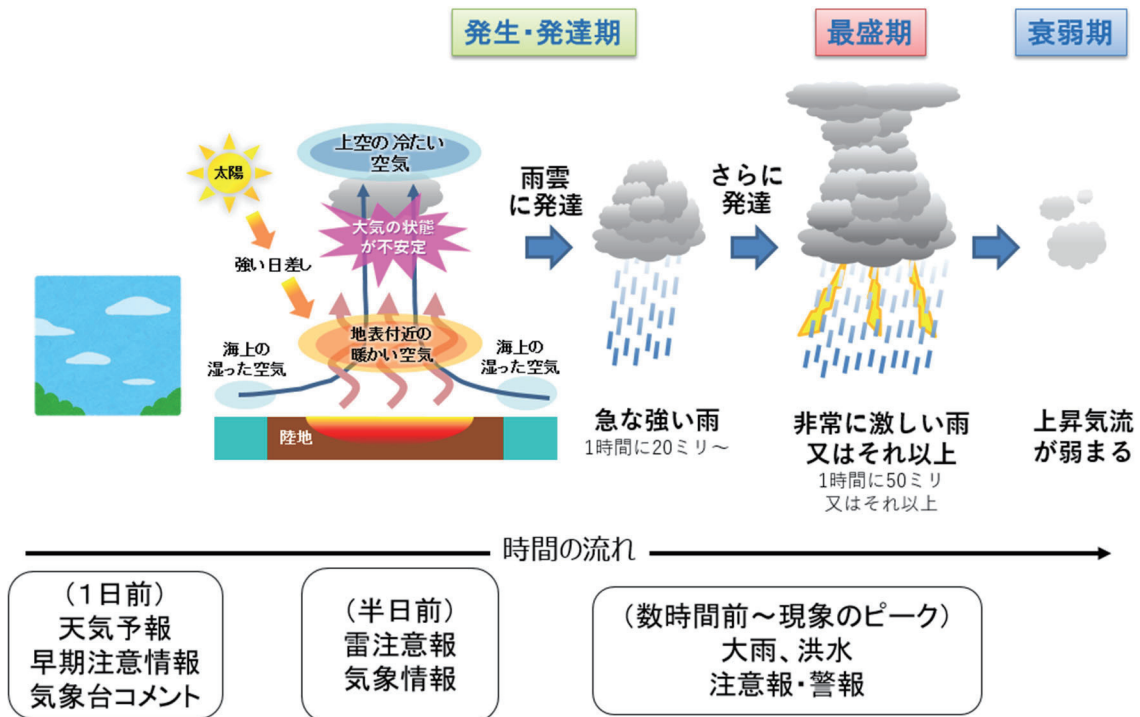 発生・発達期
最盛期
衰弱期
上空の冷たい
空気
太陽
大気の状態
が不安定
強い日差し
地表付近の
暖かい空気
海上の
湿った空気
海上の
湿った空気
陸地
雨雲
に発達
さらに
発達
急な強い雨
1時間に20ミリ～
非常に激しい雨
又はそれ以上
1時間に50ミリ
又はそれ以上
上昇気流
が弱まる
時間の流れ
（１日前）
天気予報
早期注意情報
気象台コメント
（半日前）
雷注意報
気象情報
（数時間前～現象のピーク）
大雨、洪水
注意報・警報